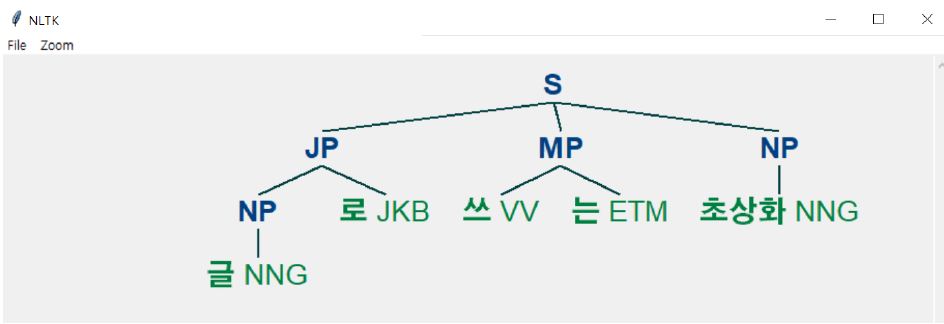 NLTK
File Zoom
S
JP MP NP
NP 로 JKB 쓰 VV 는 ETM 초상화 NNG
글 NNG